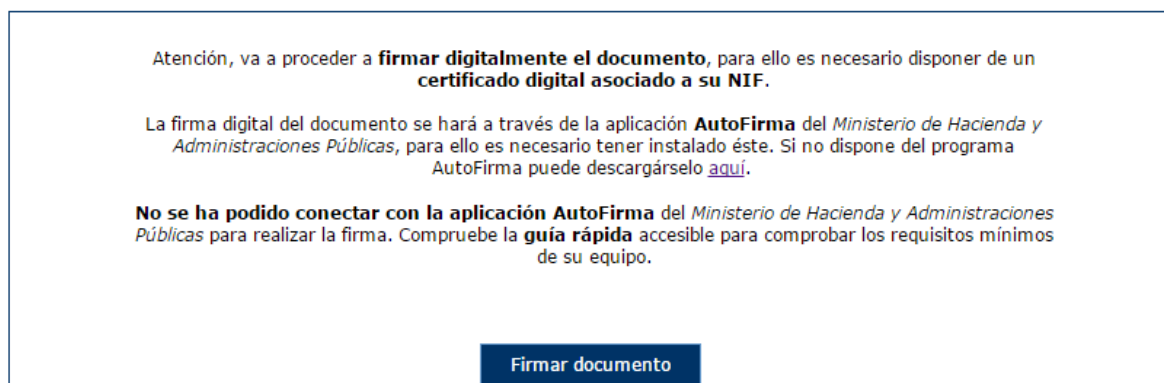 Atención, va a proceder a firmar digitalmente el documento, para ello es necesario disponer de un
certificado digital asociado a su NIF.
La firma digital del documento se hará a través de la aplicación AutoFirma del Ministerio de Hacienda y
Administraciones Públicas, para ello es necesario tener instalado éste. Si no dispone del programa
AutoFirma puede descargárselo aquí.
No se ha podido conectar con la aplicación AutoFirma del Ministerio de Hacienda y Administraciones
Públicas para realizar la firma. Compruebe la guía rápida accesible para comprobar los requisitos mínimos
de su equipo.
Firmar documento